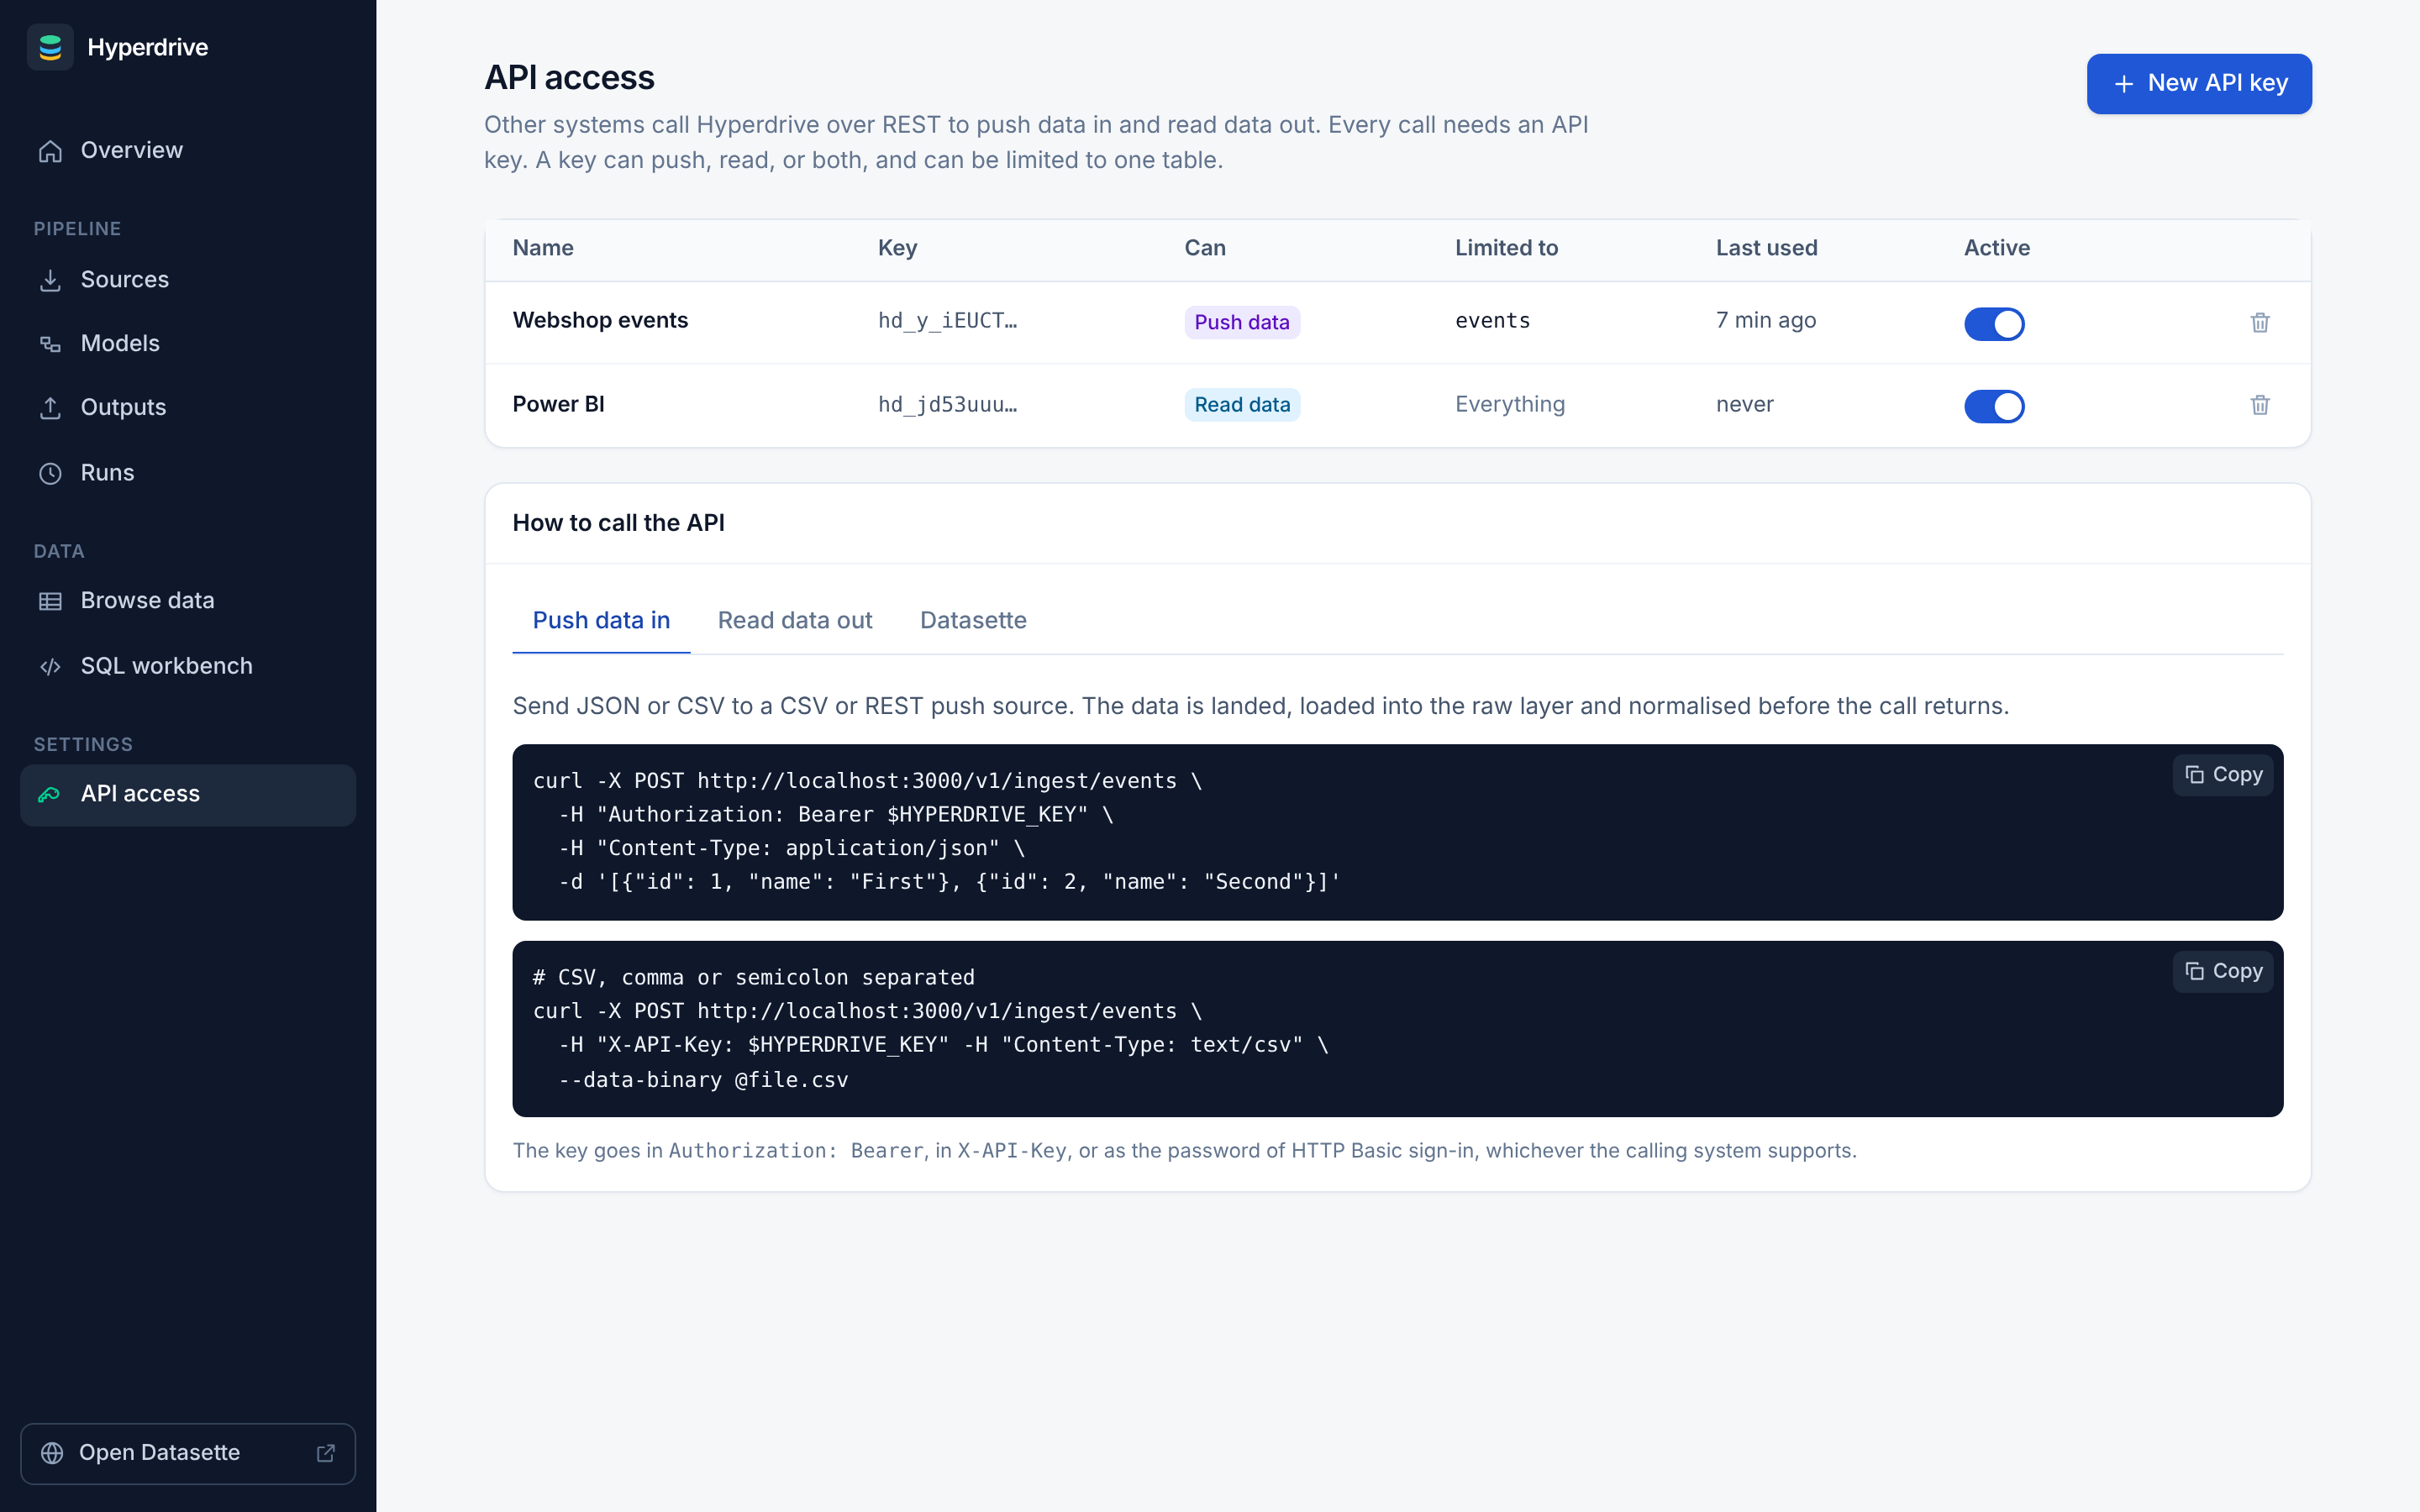 Hyperdrive
Overview
PIPELINE
Sources
Models
Outputs
Runs
DATA
Browse data
SQL workbench
SETTINGS
API access
Open Datasette
API access
Other systems call Hyperdrive over REST to push data in and read data out. Every call needs an API
key. A key can push, read, or both, and can be limited to one table.
New API key
Name Key Can Limited to Last used Active
Webshop events hd_y_iEUCT… Push data events 7 min ago
Power BI hd_jd53uuu… Read data Everything never
How to call the API
Push data in Read data out Datasette
Send JSON or CSV to a CSV or REST push source. The data is landed, loaded into the raw layer and normalised before the call returns.
Copy
curl -X POST http://localhost:3000/v1/ingest/events \
  -H "Authorization: Bearer $HYPERDRIVE_KEY" \
  -H "Content-Type: application/json" \
  -d '[{"id": 1, "name": "First"}, {"id": 2, "name": "Second"}]'
Copy
# CSV, comma or semicolon separated
curl -X POST http://localhost:3000/v1/ingest/events \
  -H "X-API-Key: $HYPERDRIVE_KEY" -H "Content-Type: text/csv" \
  --data-binary @file.csv
The key goes in Authorization: Bearer, in X-API-Key, or as the password of HTTP Basic sign-in, whichever the calling system supports.